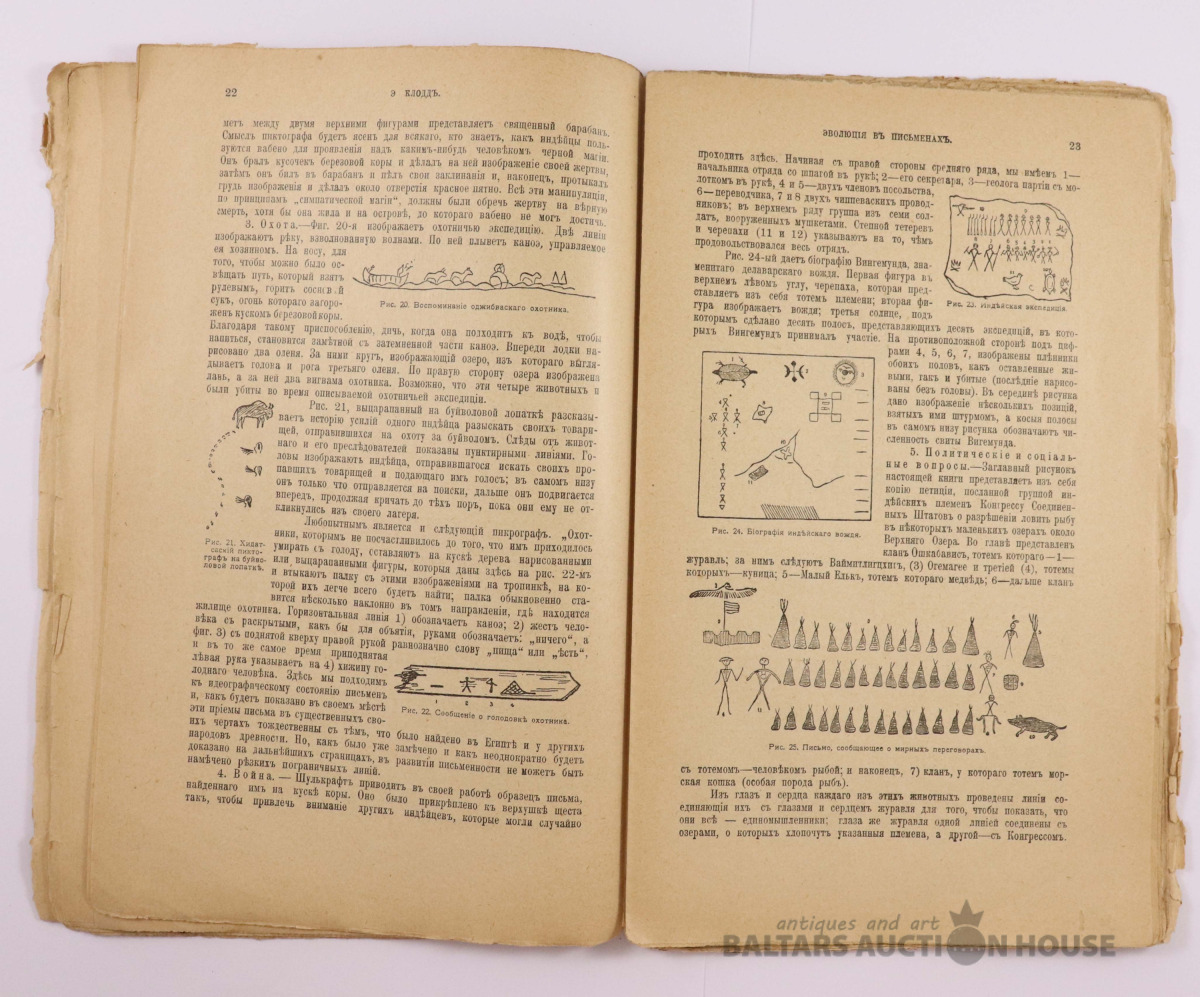 22
Э КЛОДДЪ.
метъ между двумя верхними фигурами представляетъ священный барабанъ.
Смыслъ пиктографа будетъ ясенъ для всякаго, кто знаетъ, какъ индѣйцы поль-
зуются вабено для проявленія надъ какимъ-нибудь человѣкомъ черной магіи.
Онъ бралъ кусочекъ березовой коры и дѣлалъ на ней изображеніе своей жертвы,
затѣмъ онъ билъ въ барабанъ и пѣлъ свои заклинанія и, наконецъ, протыкалъ
грудь изображенія и дѣлалъ около отверстія красное пятно. Всѣ эти манипуляціи,
по принципамъ „симпатической магіи“, должны были обречь жертву на вѣрную
смерть, хотя бы она жила и на островѣ, до котораго вабено не могъ достичь.
3. Охота.—Фиг. 20-я изображаетъ охотничью экспедицію. Двѣ линіи
изображаютъ рѣку, взволнованную волнами. По ней плыветъ каноэ, управляемое
ея хозяиномъ. На носу, для
того, чтобы можно было ос-
вѣщать путь, который взятъ
рулевымъ, горитъ сосновый
сукъ, огонь котораго загоро-
женъ кускомъ березовой коры.
Рис. 20. Воспоминаніе оджибвяскаго охотника.
Благодаря такому приспособленію, дичь, когда она подходитъ къ водѣ, чтобы
напиться, становится замѣтной съ затемненной части каноэ. Впереди лодки на-
рисовано два оленя. За ними кругъ, изображающій озеро, изъ котораго выгля-
дываетъ голова и рога третьяго оленя. По правую сторону озера изображена
лань, а за ней два вигвама охотника. Возможно, что эти четыре животныхъ и
были убиты во время описываемой охотничьей экспедиціи.
Рис. 21, выцарапанный на буйволовой лопаткѣ разсказы-
ваетъ исторію усилій одного индѣйца разыскать своихъ товари-
щей, отправившихся на охоту за буйволомъ. Слѣды отъ живот-
наго и его преслѣдователей показаны пунктирными линіями. Го-
ловы изображаютъ индѣйца, отправившагося искать своихъ про-
павшихъ товарищей и подающаго имъ голосъ; въ самомъ низу
онъ только что отправляется на поиски, дальше онъ подвигается
впередъ, продолжая кричать до тѣхъ поръ, пока они ему не от-
кликнулись изъ своего лагеря.
Рис. 21. Хидат-
сасскій пикто-
графъ на буйво-
ловой лопаткѣ.
Любопытнымъ является и слѣдующій пикрографъ. „Охот-
ники, которымъ не посчастливилось до того, что имъ приходилось
умирать съ голоду, оставляютъ на кускѣ дерева нарисованными
или выцарапанными фигуры, которыя даны здѣсь на рис. 22-мъ
и втыкаютъ палку съ этими изображеніями на тропинкѣ, на ко-
торой ихъ легче всего будетъ найти; палка обыкновенно ста-
вится нѣсколько наклонно въ томъ направленіи, гдѣ находится
жилище охотника. Горизонтальная линія 1) обозначаетъ каноэ; 2) жестъ чело-
вѣка съ раскрытыми, какъ бы для объятія, руками обозначаетъ: „ничего“, а
фиг. 3) съ поднятой кверху правой рукой равнозначно слову „пища“ или „ѣсть“,
и въ то же самое время приподнятая
лѣвая рука указываетъ на 4) хижину го-
лоднаго человѣка. Здѣсь мы подходимъ
къ идеографическому состоянію письменъ
и, какъ будетъ показано въ своемъ мѣстѣ
эти пріемы письма въ существенныхъ сво-
1 2 3 4
Рис. 22. Сообщеніе о голодовкѣ охотника.
ихъ чертахъ тождественны съ тѣмъ, что было найдено въ Египтѣ и у другихъ
народовъ древности. Но, какъ было уже замѣчено и какъ неоднократно будетъ
доказано на дальнѣйшихъ страницахъ, въ развитіи письменности не можетъ быть
намѣчено рѣзкихъ пограничныхъ линій.
4. Война. — Шулькрафтъ приводитъ въ своей работѣ образецъ письма,
найденнаго имъ на кускѣ коры. Оно было прикрѣплено къ верхушкѣ шеста
такъ, чтобы привлечь вниманіе другихъ индѣйцевъ, которые могли случайно
ЭВОЛЮЦІЯ ВЪ ПИСЬМЕНАХЪ.
23
проходить здѣсь. Начиная съ правой стороны средняго ряда, мы имѣемъ 1—
начальника отряда со шпагой въ рукѣ; 2—его секретаря, 3—геолога партіи съ мо-
лоткомъ въ рукѣ, 4 и 5—двухъ членовъ посольства,
6—переводчика, 7 и 8 двухъ чиппеваскихъ провод-
никовъ; въ верхнемъ ряду группа изъ семи сол-
датъ, вооруженныхъ мушкетами. Степной тетеревъ
и черепахи (11 и 12) указываютъ на то, чѣмъ
продовольствовался весь отрядъ.
Рис. 23. Индѣйская экспедиція.
Рис. 24-ый даетъ біографію Вингемунда, зна-
менитаго делаварскаго вождя. Первая фигура въ
верхнемъ лѣвомъ углу, черепаха, которая пред-
ставляетъ изъ себя тотемъ племени; вторая фи-
гура изображаетъ вождя; третья солнце, подъ
которымъ сдѣлано десять полосъ, представляющихъ десять экспедицій, въ кото-
рыхъ Вингемундъ принималъ участіе. На противоположной сторонѣ подъ циф-
рами 4, 5, 6, 7, изображены плѣнники
обоихъ половъ, какъ оставленные жи-
выми, такъ и убитые (послѣдніе нарисо-
ваны безъ головы). Въ серединѣ рисунка
дано изображеніе нѣсколькихъ позицій,
взятыхъ ими штурмомъ, а косыя полосы
въ самомъ низу рисунка обозначаютъ чи-
сленность свиты Вигемунда.
Рис. 24. Біографія индѣйскаго вождя.
5. Политическіе и соціаль-
ные вопросы.—Заглавный рисунокъ
настоящей книги представляетъ изъ себя
копію петиціи, посланной группой ин-
дѣйскихъ племенъ Конгрессу Соединен-
ныхъ Штатовъ о разрѣшеніи ловить рыбу
въ нѣкоторыхъ маленькихъ озерахъ около
Верхняго Озера. Во главѣ представленъ
кланъ Ошкабависъ, тотемъ котораго—1—
журавль; за нимъ слѣдуютъ Ваймитлигцхигъ, (3) Огемагее и третій (4), тотемы
которыхъ—куница; 5—Малый Елькъ, тотемъ котораго медвѣдь; 6—дальше кланъ
Рис. 25. Письмо, сообщающее о мирныхъ переговорахъ.
съ тотемомъ—человѣкомъ рыбой; и наконецъ, 7) кланъ, у котораго тотемъ мор-
ская кошка (особая порода рыбъ).
Изъ глазъ и сердца каждаго изъ этихъ животныхъ проведены линіи со-
единяющія ихъ съ глазами и сердцемъ журавля для того, чтобы показать, что
они всѣ — единомышленники; глаза же журавля одной линіей соединены съ
озерами, о которыхъ хлопочутъ указанныя племена, а другой—съ Конгрессомъ.
antiques and art
BALTARS AUCTION HOUSE